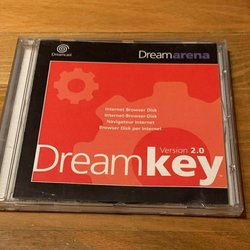 Dreamcast
Dreamarena
Internet Browser Disk
Internet-Browser-Disk
Navigateur Internet
Browser Disk per Internet
Version 2.0
Dreamkey